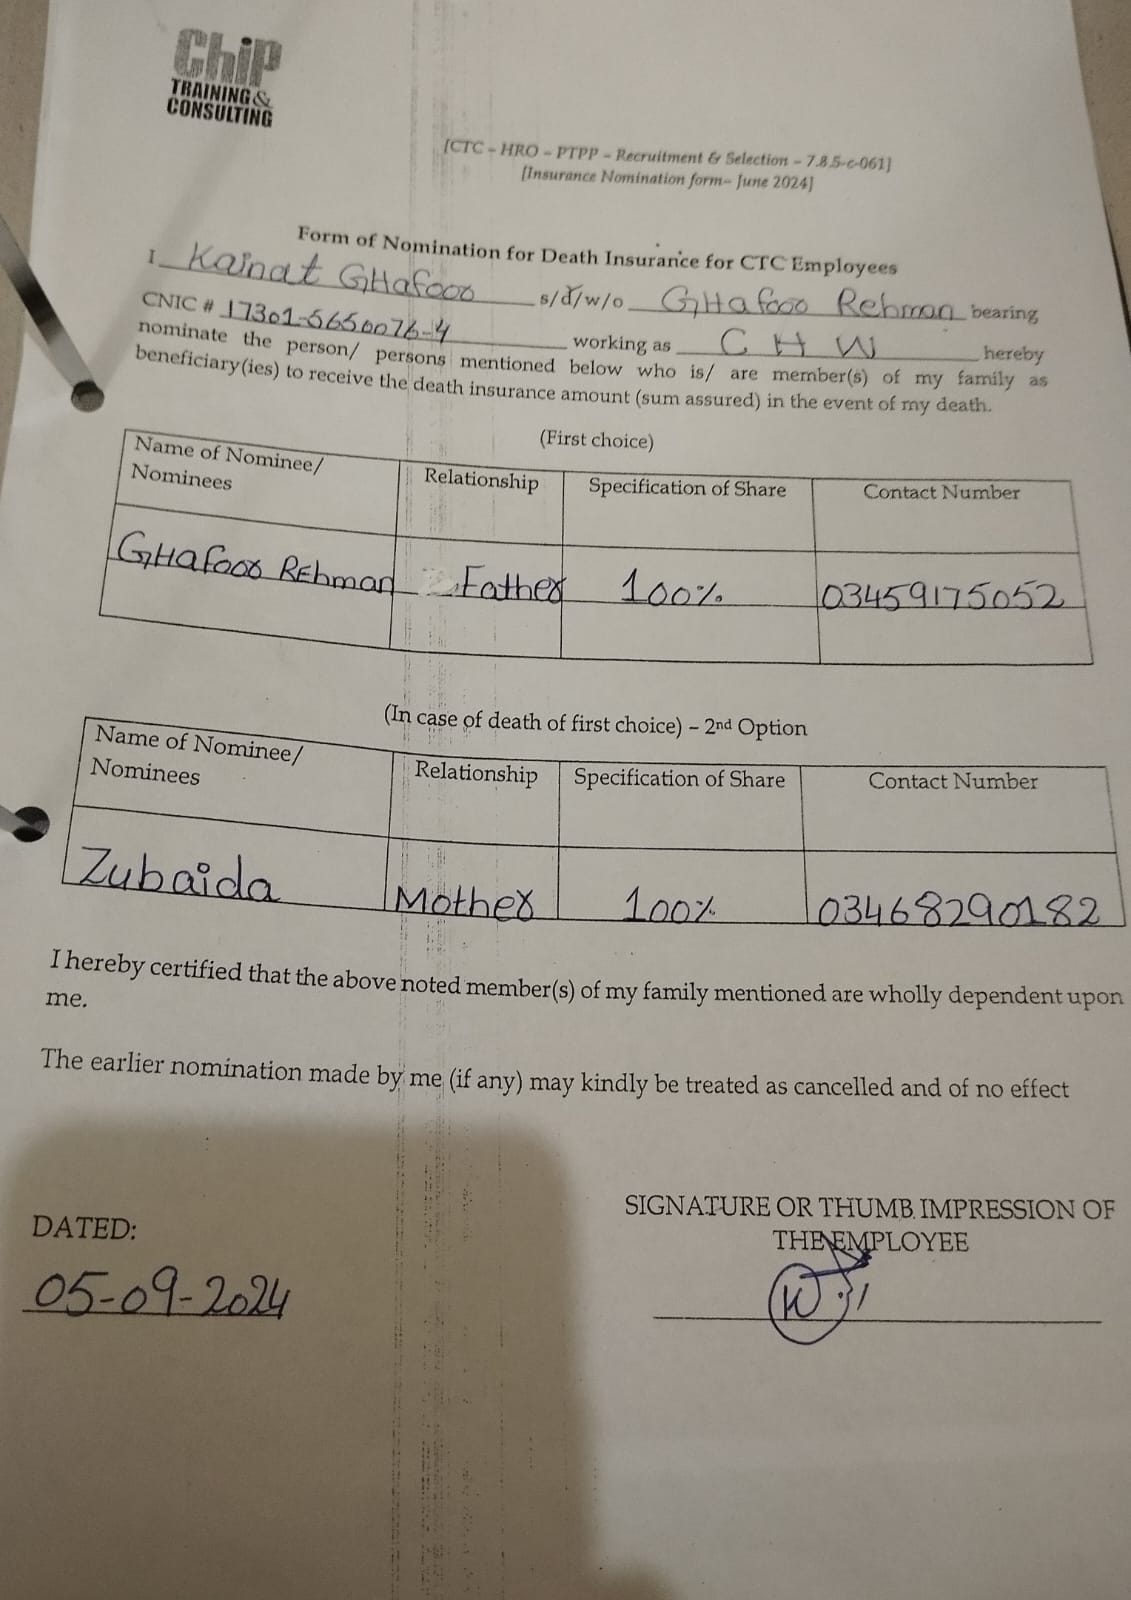 ChiP
TRAINING &
CONSULTING
[CTC – HRO – PTPP – Recruitment & Selection – 7.8.5-c-061]
[Insurance Nomination form– June 2024]
Form of Nomination for Death Insurance for CTC Employees
I Kainat GHafoor s/d/w/o GHafoor Rehman bearing
CNIC # 17301-5650076-4 working as C H W hereby
nominate the person/ persons mentioned below who is/ are member(s) of my family as
beneficiary(ies) to receive the death insurance amount (sum assured) in the event of my death.
(First choice)
Name of Nominee/ Nominees Relationship Specification of Share Contact Number
GHafoor REhman Father 100% 03459175052
(In case of death of first choice) – 2nd Option
Name of Nominee/ Nominees Relationship Specification of Share Contact Number
Zubaida Mother 100% 03468290182
I hereby certified that the above noted member(s) of my family mentioned are wholly dependent upon
me.
The earlier nomination made by me (if any) may kindly be treated as cancelled and of no effect
SIGNATURE OR THUMB IMPRESSION OF
DATED: THE EMPLOYEE
05-09-2024